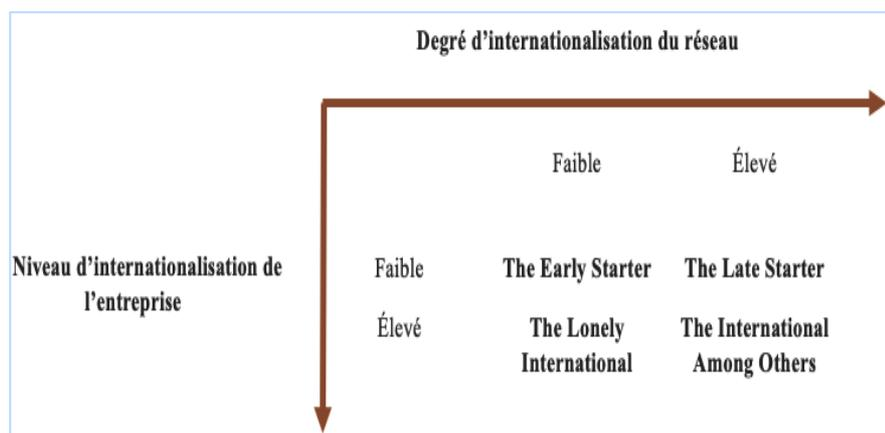 Degré d’internationalisation du réseau
Faible Élevé
Niveau d’internationalisation de l’entreprise
Faible The Early Starter The Late Starter
Élevé The Lonely International The International Among Others